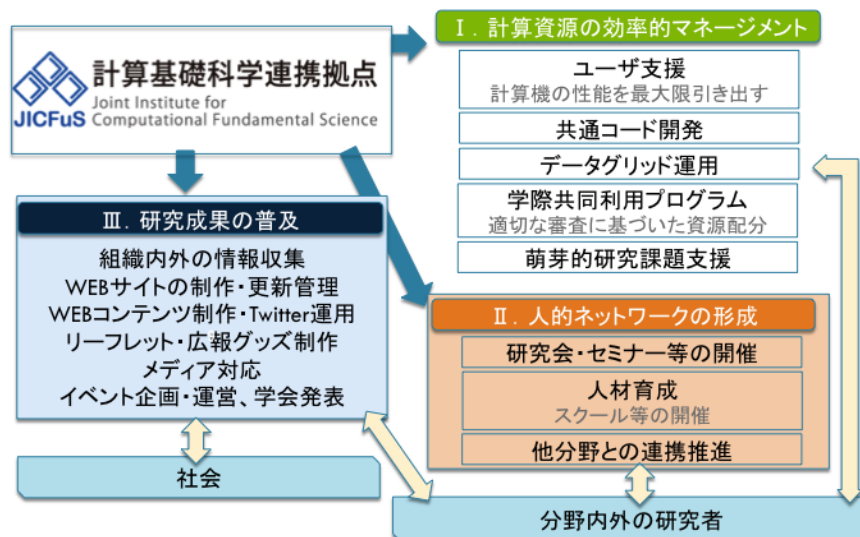 計算基礎科学連携拠点
Joint Institute for
JICFuS
Computational Fundamental Science
Ⅰ. 計算資源の効率的マネージメント
ユーザ支援
計算機の性能を最大限引き出す
共通コード開発
データグリッド運用
学際共同利用プログラム
適切な審査に基づいた資源配分
萌芽的研究課題支援
Ⅲ. 研究成果の普及
組織内外の情報収集
WEBサイトの制作・更新管理
WEBコンテンツ制作・Twitter運用
リーフレット・広報グッズ制作
メディア対応
イベント企画・運営、学会発表
Ⅱ. 人的ネットワークの形成
研究会・セミナー等の開催
人材育成
スクール等の開催
他分野との連携推進
社会
分野内外の研究者